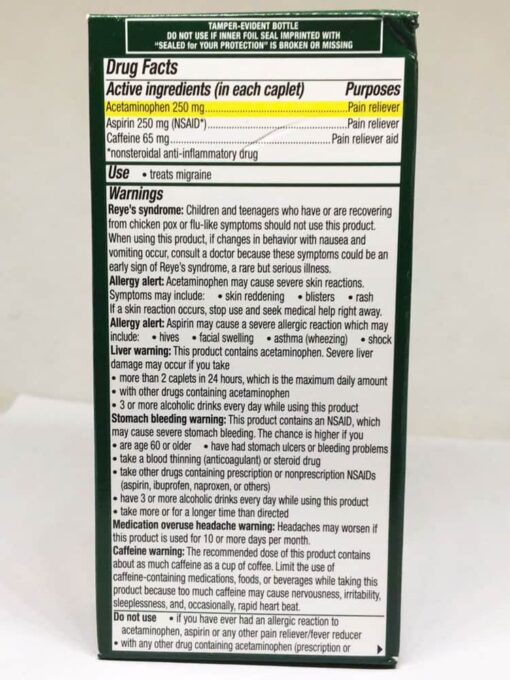 TAMPER-EVIDENT BOTTLE
DO NOT USE IF INNER FOIL SEAL IMPRINTED WITH
"SEALED for YOUR PROTECTION" IS BROKEN OR MISSING
Drug Facts
Active ingredients (in each caplet) Purposes
Acetaminophen 250 mg..............................Pain reliever
Aspirin 250 mg (NSAID*)..............................Pain reliever
Caffeine 65 mg..............................Pain reliever aid
*nonsteroidal anti-inflammatory drug
Use • treats migraine
Warnings
Reye's syndrome: Children and teenagers who have or are recovering
from chicken pox or flu-like symptoms should not use this product.
When using this product, if changes in behavior with nausea and
vomiting occur, consult a doctor because these symptoms could be an
early sign of Reye's syndrome, a rare but serious illness.
Allergy alert: Acetaminophen may cause severe skin reactions.
Symptoms may include: • skin reddening • blisters • rash
If a skin reaction occurs, stop use and seek medical help right away.
Allergy alert: Aspirin may cause a severe allergic reaction which may
include: • hives • facial swelling • asthma (wheezing) • shock
Liver warning: This product contains acetaminophen. Severe liver
damage may occur if you take
• more than 2 caplets in 24 hours, which is the maximum daily amount
• with other drugs containing acetaminophen
• 3 or more alcoholic drinks every day while using this product
Stomach bleeding warning: This product contains an NSAID, which
may cause severe stomach bleeding. The chance is higher if you
• are age 60 or older • have had stomach ulcers or bleeding problems
• take a blood thinning (anticoagulant) or steroid drug
• take other drugs containing prescription or nonprescription NSAIDs
(aspirin, ibuprofen, naproxen, or others)
• have 3 or more alcoholic drinks every day while using this product
• take more or for a longer time than directed
Medication overuse headache warning: Headaches may worsen if
this product is used for 10 or more days per month.
Caffeine warning: The recommended dose of this product contains
about as much caffeine as a cup of coffee. Limit the use of
caffeine-containing medications, foods, or beverages while taking this
product because too much caffeine may cause nervousness, irritability,
sleeplessness, and, occasionally, rapid heart beat.
Do not use • if you have ever had an allergic reaction to
acetaminophen, aspirin or any other pain reliever/fever reducer
• with any other drug containing acetaminophen (prescription or